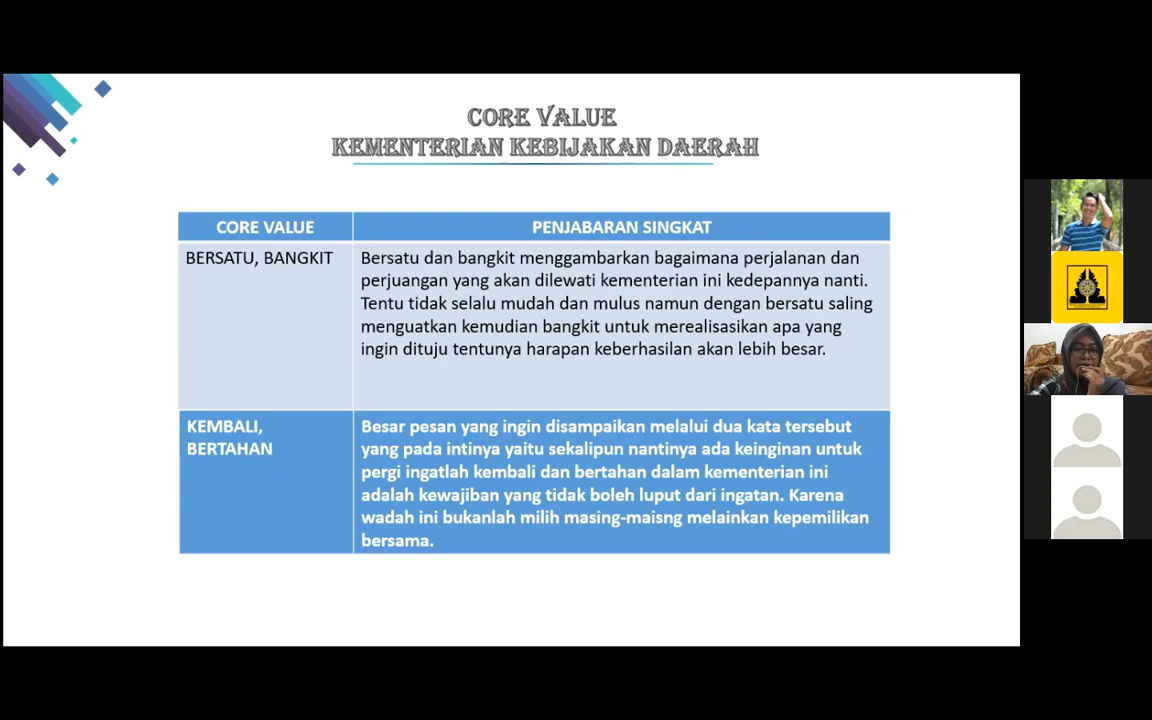 CORE VALUE
KEMENTERIAN KEBIJAKAN DAERAH
CORE VALUE
PENJABARAN SINGKAT
BERSATU, BANGKIT
Bersatu dan bangkit menggambarkan bagaimana perjalanan dan
perjuangan yang akan dilewati kementerian ini kedepannya nanti.
Tentu tidak selalu mudah dan mulus namun dengan bersatu saling
menguatkan kemudian bangkit untuk merealisasikan apa yang
ingin dituju tentunya harapan keberhasilan akan lebih besar.
KEMBALI,
BERTAHAN
Besar pesan yang ingin disampaikan melalui dua kata tersebut
yang pada intinya yaitu sekalipun nantinya ada keinginan untuk
pergi ingatlah kembali dan bertahan dalam kementerian ini
adalah kewajiban yang tidak boleh luput dari ingatan. Karena
wadah ini bukanlah milih masing-maisng melainkan kepemilikan
bersama.